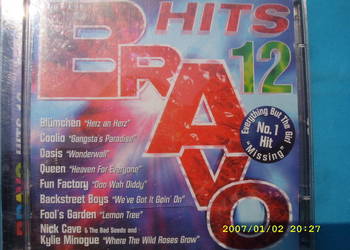 HITS
BRAVO
12
Blümchen "Herz an Herz"
Coolio "Gangsta's Paradise"
Oasis "Wonderwall"
Queen "Heaven For Everyone"
Fun Factory "Doo Wah Diddy"
Backstreet Boys "We've Got It Goin' On"
Fool's Garden "Lemon Tree"
Nick Cave & The Bad Seeds and
Kylie Minogue "Where The Wild Roses Grow"
Everything But The Girl
No.1
Hit
"Missing"
2007/01/02 20:27